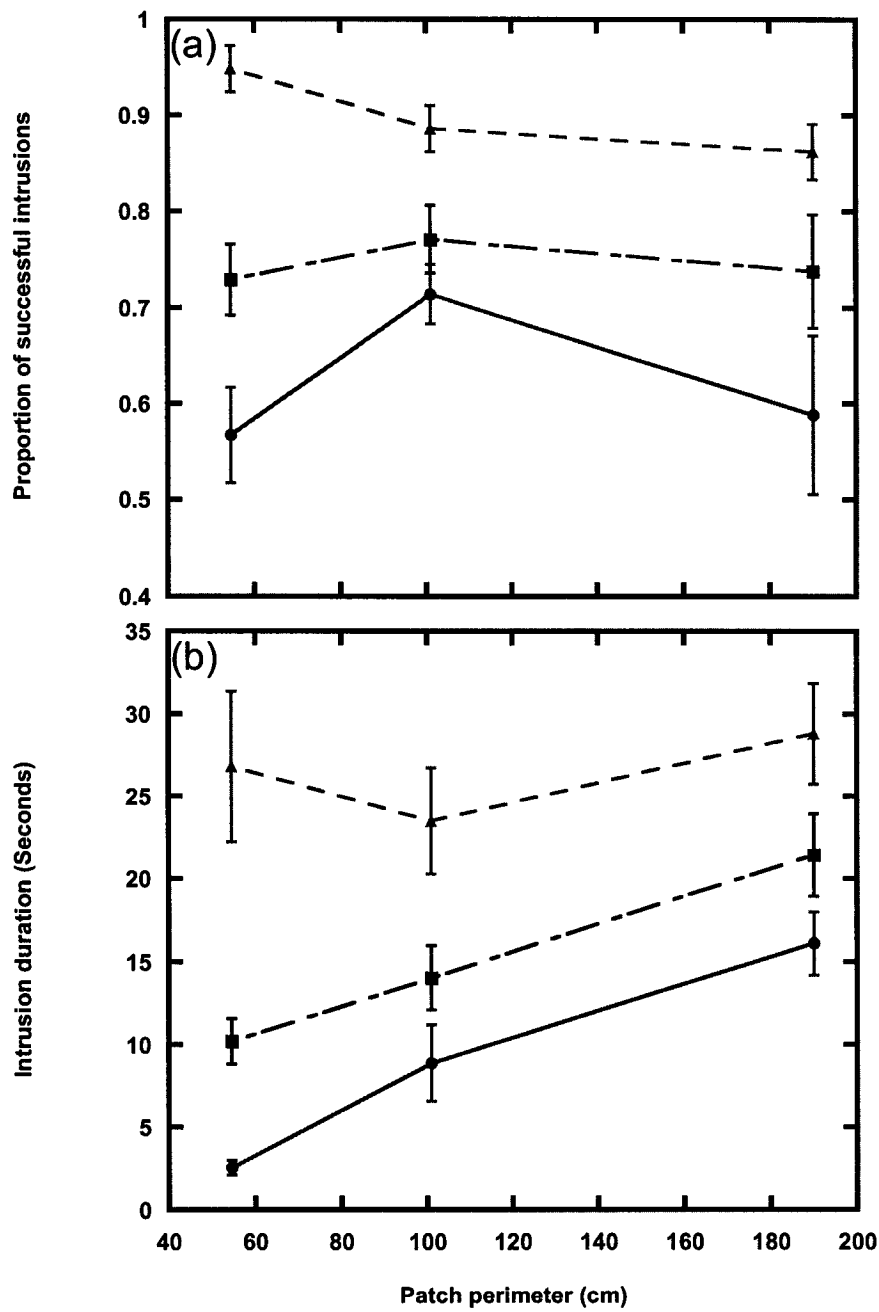 (a)
Proportion of successful intrusions
1
0.9
0.8
0.7
0.6
0.5
0.4
(b)
Intrusion duration (Seconds)
35
30
25
20
15
10
5
0
40 60 80 100 120 140 160 180 200
Patch perimeter (cm)